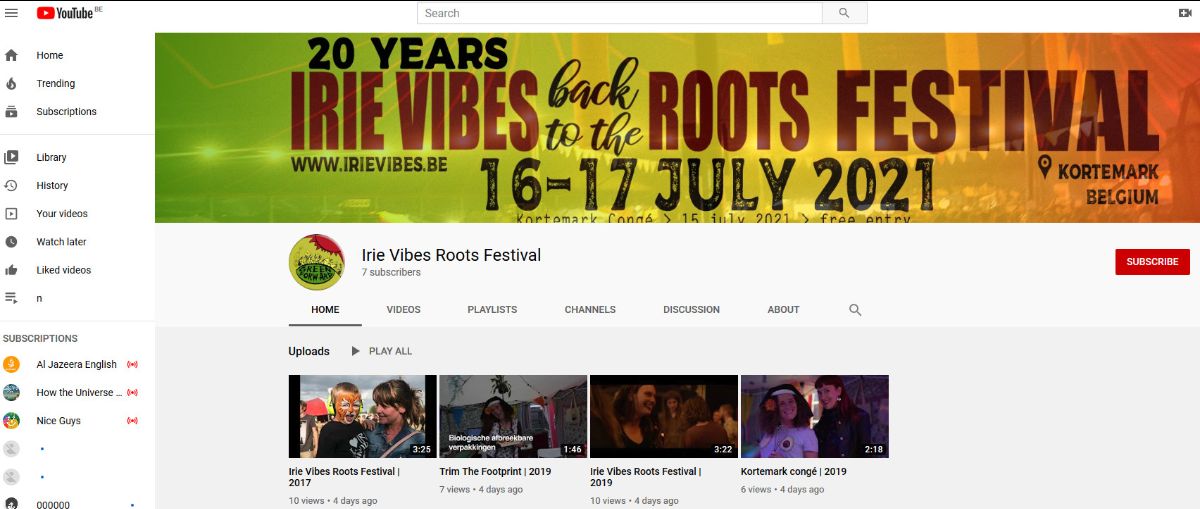 YouTube BE
Search
Home
Trending
Subscriptions
Library
History
Your videos
Watch later
Liked videos
n
SUBSCRIPTIONS
Al Jazeera English
How the Universe ...
Nice Guys
000000
20 YEARS
IRIE VIBES back to the ROOTS FESTIVAL
WWW.IRIEVIBES.BE
16-17 JULY 2021
KORTEMARK
BELGIUM
Kortemark Congé > 15 july 2021 > free entry
GREEN
FORWARD
Irie Vibes Roots Festival
7 subscribers
SUBSCRIBE
HOME
VIDEOS
PLAYLISTS
CHANNELS
DISCUSSION
ABOUT
Uploads
PLAY ALL
3:25
Irie Vibes Roots Festival |
2017
10 views • 4 days ago
Biologische afbreekbare
verpakkingen
1:46
Trim The Footprint | 2019
7 views • 4 days ago
3:22
Irie Vibes Roots Festival |
2019
10 views • 4 days ago
2:18
Kortemark congé | 2019
6 views • 4 days ago